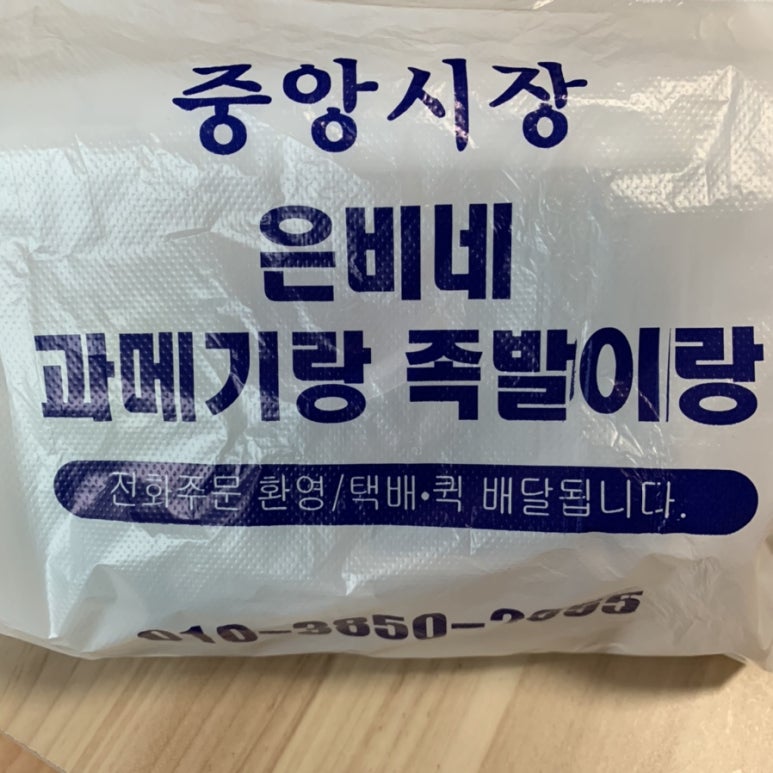 중앙시장
은비네
과메기랑 족발이랑
전화주문 환영/택배•퀵 배달됩니다.